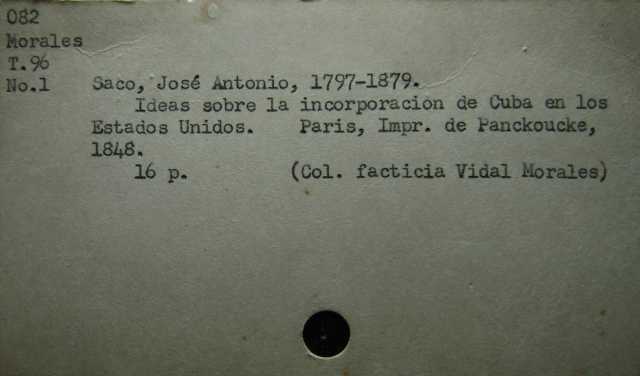 082
Morales
T.96
No.1 Saco, José Antonio, 1797-1879.
Ideas sobre la incorporación de Cuba en los
Estados Unidos. Paris, Impr. de Panckoucke,
1848.
16 p. (Col. facticia Vidal Morales)